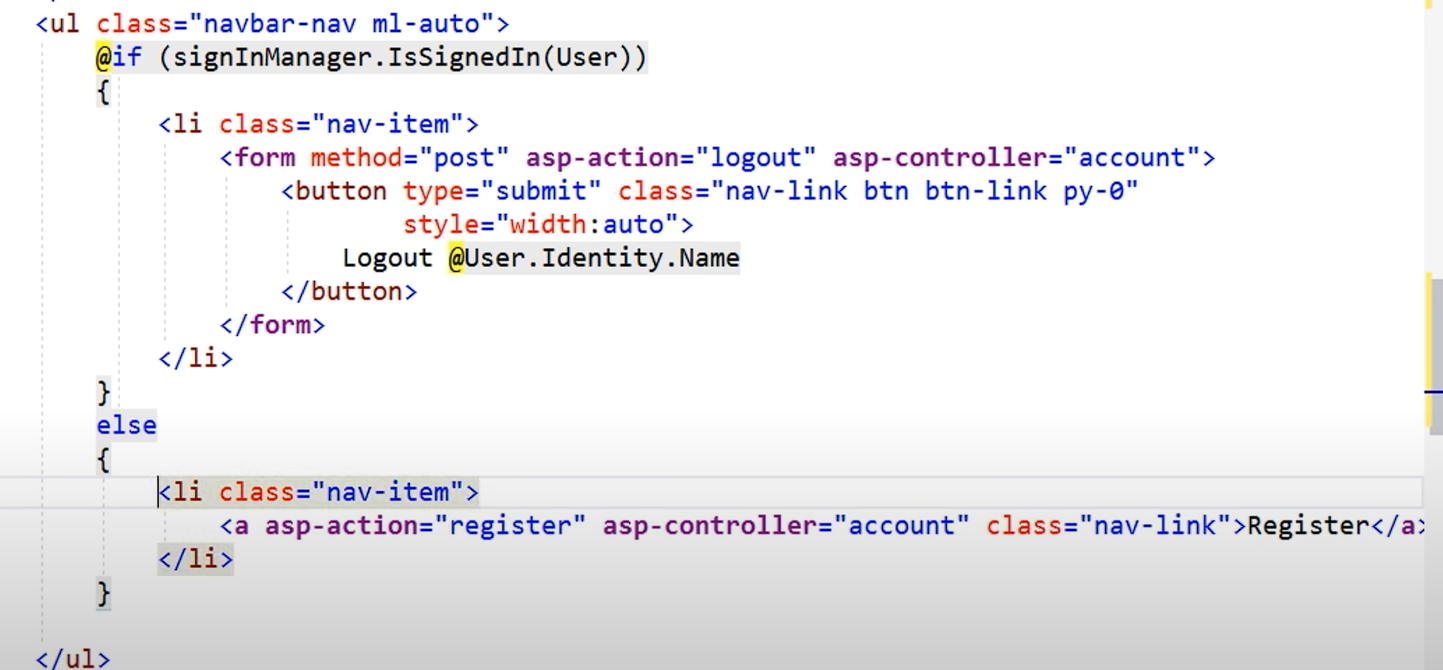 <ul class="navbar-nav ml-auto">
@if (signInManager.IsSignedIn(User))
{
<li class="nav-item">
<form method="post" asp-action="logout" asp-controller="account">
<button type="submit" class="nav-link btn btn-link py-0"
style="width:auto">
Logout @User.Identity.Name
</button>
</form>
</li>
}
else
{
<li class="nav-item">
<a asp-action="register" asp-controller="account" class="nav-link">Register</a>
</li>
}
</ul>